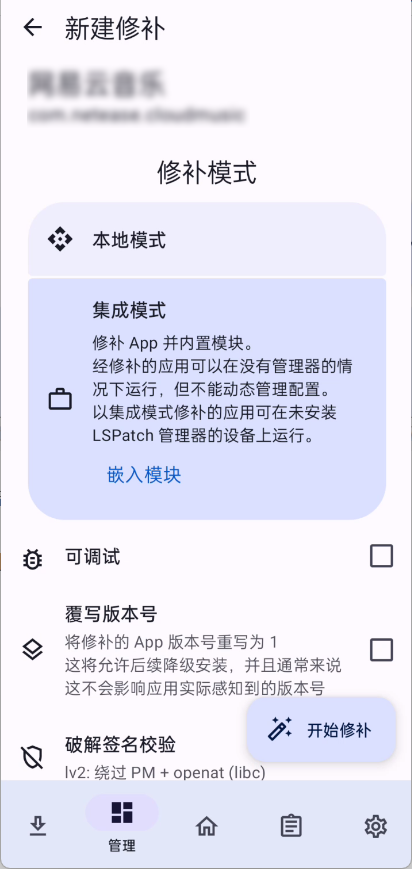 新建修补
修补模式
本地模式
集成模式
修补 App 并内置模块。
经修补的应用可以在没有管理器的情
况下运行，但不能动态管理配置。
以集成模式修补的应用可在未安装
LSPatch 管理器的设备上运行。
嵌入模块
可调试
覆写版本号
将修补的 App 版本号重写为 1
这将允许后续降级安装，并且通常来说
这不会影响应用实际感知到的版本号
开始修补
破解签名校验
lv2: 绕过 PM + openat (libc)
管理